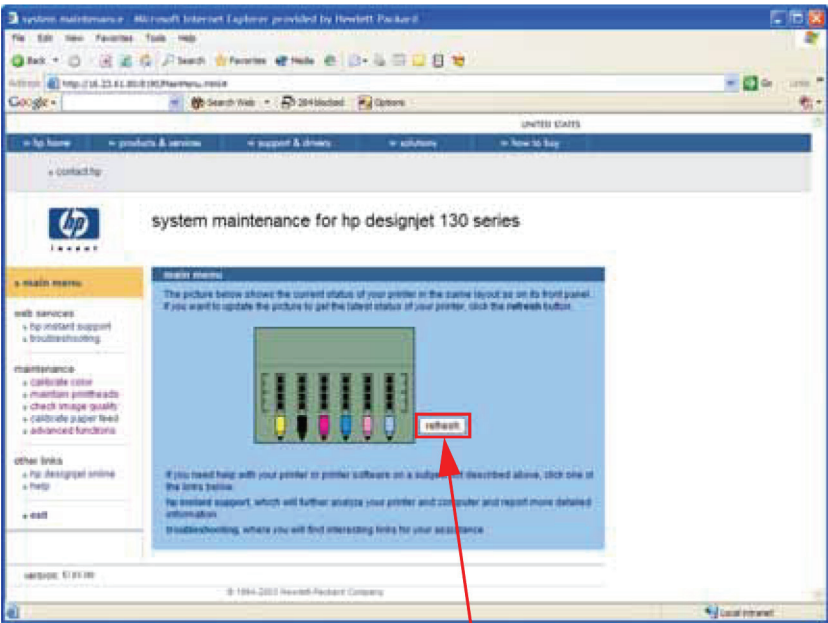 system maintenance - Microsoft Internet Explorer provided by Hewlett-Packard
File Edit View Favorites Tools Help
Back Search Favorites Media
Go Links
Google Search Web blocked Options
UNITED STATES
» hp home » products & services » support & drivers » solutions » how to buy
» contact hp
hp
invent
system maintenance for hp designjet 130 series
» main menu
main menu
The picture below shows the current status of your printer in the same layout as on its front panel.
If you want to update the picture to get the latest status of your printer, click the refresh button.
web services
» hp instant support
» troubleshooting
maintenance
» calibrate color
» maintain printheads
» check image quality
» calibrate paper feed
» advanced functions
refresh
other links
» hp designjet online
» help
» exit
If you need help with your printer or printer software on a subject described above, click one of
the links below.
hp instant support, which will further analyze your printer and computer and report more detailed
information.
troubleshooting, where you will find interesting links for your assistance
version:
© 1994-2003 Hewlett-Packard Company
Local intranet